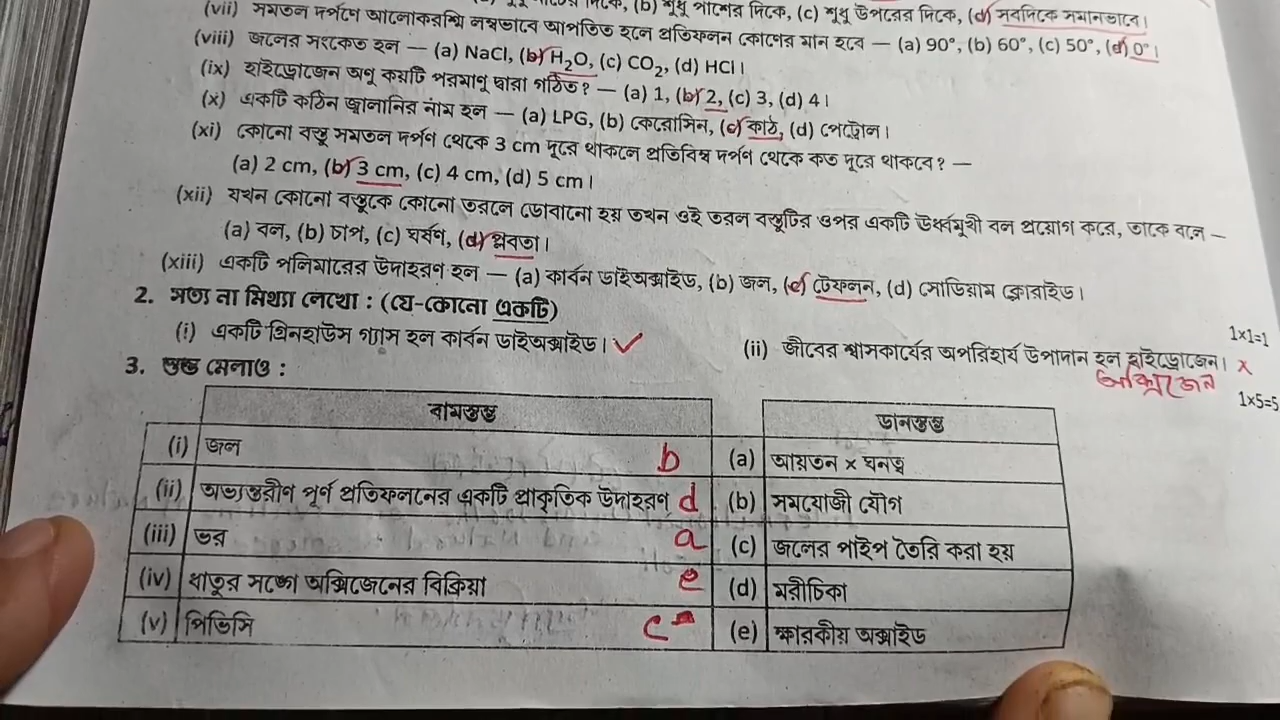 (b) শুধু পাশের দিকে, (c) শুধু উপরের দিকে, (d) সবদিকে সমানভাবে।
(vii) সমতল দর্পণে আলোকরশ্মি লম্বভাবে আপতিত হলে প্রতিফলন কোণের মান হবে — (a) 90°, (b) 60°, (c) 50°, (d) 0°।
(viii) জলের সংকেত হল — (a) NaCl, (b) H₂O, (c) CO₂, (d) HCl।
(ix) হাইড্রোজেন অণু কয়টি পরমাণু দ্বারা গঠিত? — (a) 1, (b) 2, (c) 3, (d) 4।
(x) একটি কঠিন জ্বালানির নাম হল — (a) LPG, (b) কেরোসিন, (c) কাঠ, (d) পেট্রোল।
(xi) কোনো বস্তু সমতল দর্পণ থেকে 3 cm দূরে থাকলে প্রতিবিম্ব দর্পণ থেকে কত দূরে থাকবে? —
(a) 2 cm, (b) 3 cm, (c) 4 cm, (d) 5 cm।
(xii) যখন কোনো বস্তুকে কোনো তরলে ডোবানো হয় তখন ওই তরল বস্তুটির ওপর একটি ঊর্ধ্বমুখী বল প্রয়োগ করে, তাকে বলে —
(a) বল, (b) চাপ, (c) ঘর্ষণ, (d) প্লবতা।
(xiii) একটি পলিমারের উদাহরণ হল — (a) কার্বন ডাইঅক্সাইড, (b) জল, (c) টেফলন, (d) সোডিয়াম ক্লোরাইড।
2. সত্য না মিথ্যা লেখো : (যে-কোনো একটি)
1×1=1
(i) একটি গ্রিনহাউস গ্যাস হল কার্বন ডাইঅক্সাইড। ✓ (ii) জীবের শ্বাসকার্যের অপরিহার্য উপাদান হল হাইড্রোজেন। x
অক্সিজেন
3. স্তম্ভ মেলাও :
1×5=5
বামস্তম্ভ ডানস্তম্ভ
(i) জল b (a) আয়তন × ঘনত্ব
(ii) অভ্যন্তরীণ পূর্ণ প্রতিফলনের একটি প্রাকৃতিক উদাহরণ d (b) সমযোজী যৌগ
(iii) ভর a (c) জলের পাইপ তৈরি করা হয়
(iv) ধাতুর সঙ্গে অক্সিজেনের বিক্রিয়া e (d) মরীচিকা
(v) পিভিসি c (e) ক্ষারকীয় অক্সাইড